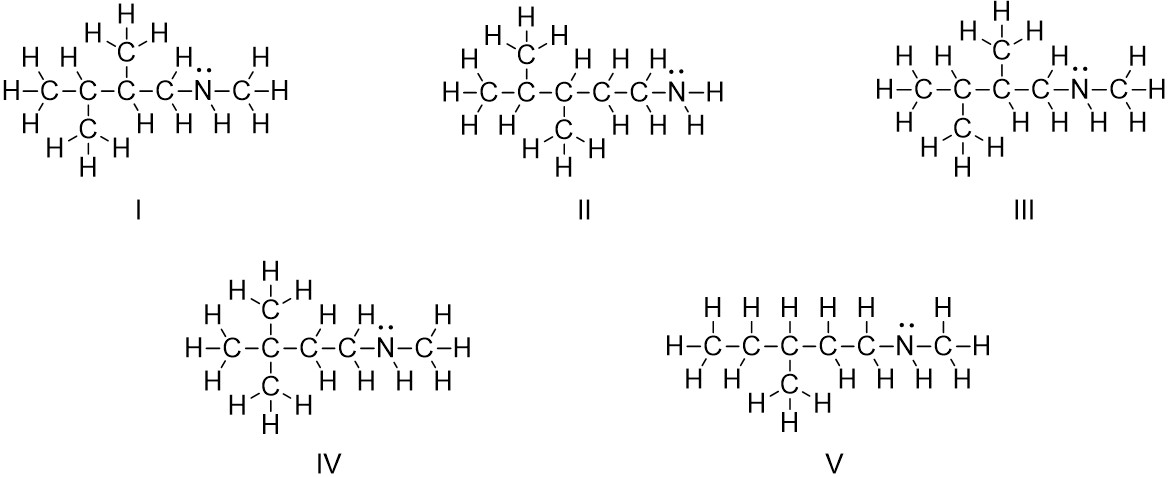 H
H H
H H C H H
H–C–C–C–C–N̈–C–H
H C H H H H
H H
H
I
H
H H
H C H H H
H–C–C–C–C–C–N̈–H
H H C H H H
H H
H
II
H
H H
H H C H H
H–C–C–C–C–N̈–C–H
H C H H H H
H H
H
III
H
H H
H C H H H
H–C–C–C–C–N̈–C–H
H C H H H H
H H
H
IV
H H H H H H
H–C–C–C–C–C–N̈–C–H
H H C H H H H
H H
H
V